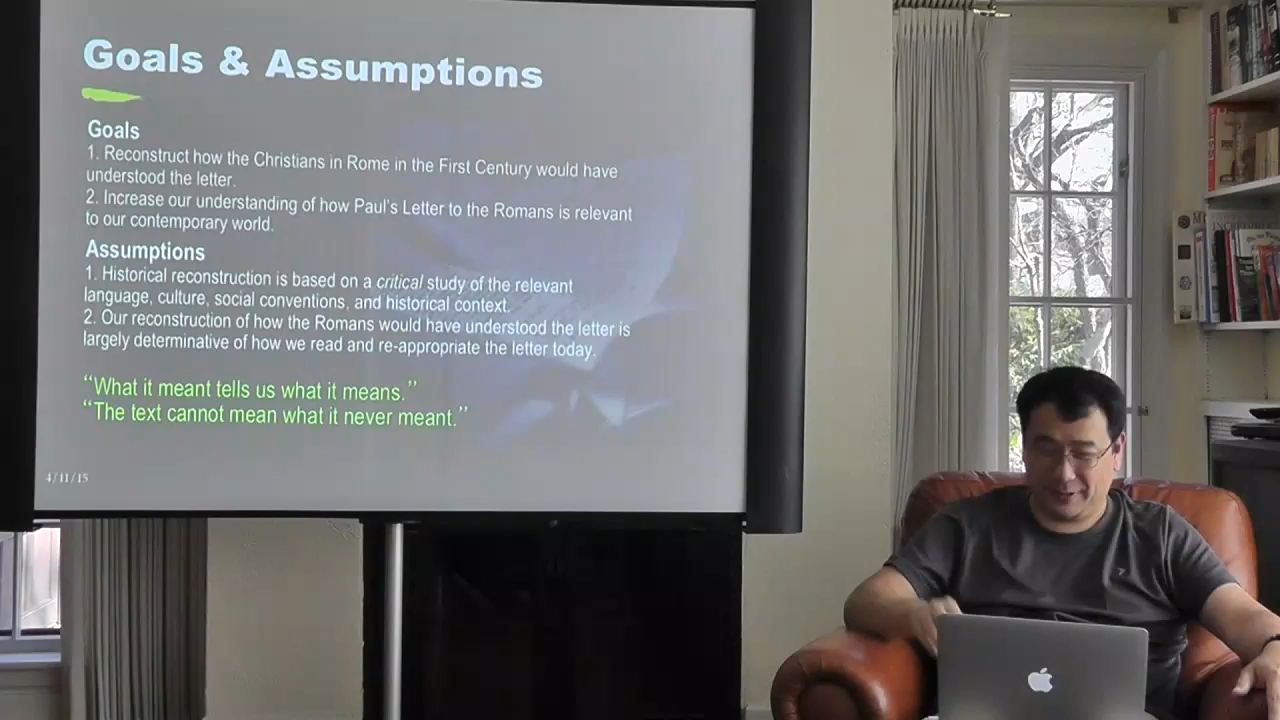 Goals & Assumptions
Goals
1. Reconstruct how the Christians in Rome in the First Century would have
understood the letter.
2. Increase our understanding of how Paul's Letter to the Romans is relevant
to our contemporary world.
Assumptions
1. Historical reconstruction is based on a critical study of the relevant
language, culture, social conventions, and historical context.
2. Our reconstruction of how the Romans would have understood the letter is
largely determinative of how we read and re-appropriate the letter today.
“What it meant tells us what it means.”
“The text cannot mean what it never meant.”
4/11/15